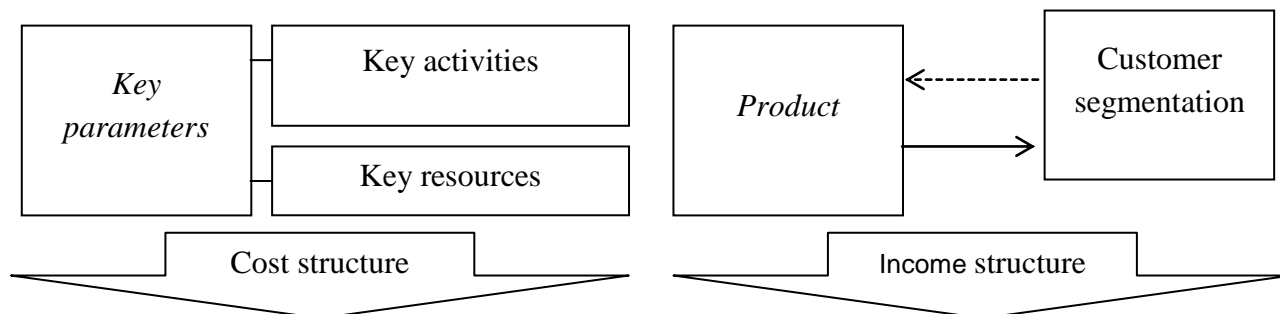 Key
parameters
Key activities
Key resources
Product
Customer
segmentation
Cost structure
Income structure